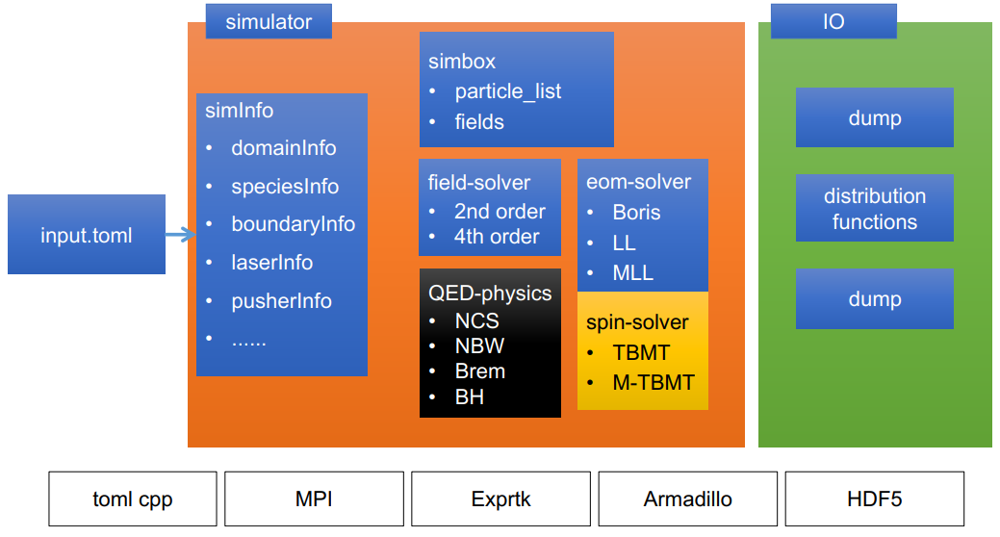 simulator
IO
input.toml
simInfo
• domainInfo
• speciesInfo
• boundaryInfo
• laserInfo
• pusherInfo
• ......
simbox
• particle_list
• fields
field-solver
• 2nd order
• 4th order
eom-solver
• Boris
• LL
• MLL
QED-physics
• NCS
• NBW
• Brem
• BH
spin-solver
• TBMT
• M-TBMT
dump
distribution
functions
dump
toml cpp
MPI
Exprtk
Armadillo
HDF5